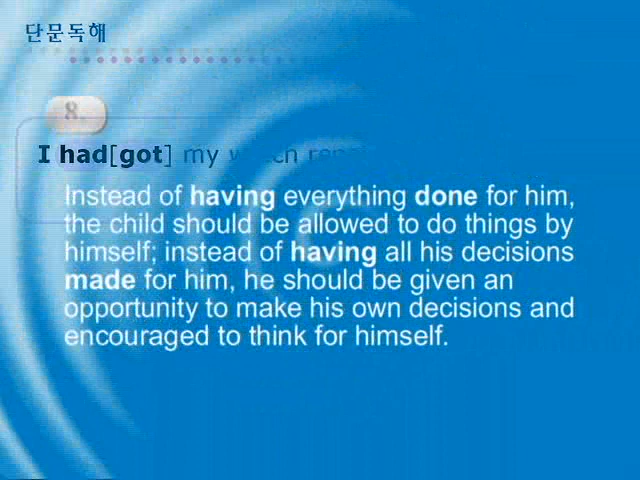 단문독해
8.
I had[got] my
Instead of having everything done for him,
the child should be allowed to do things by
himself; instead of having all his decisions
made for him, he should be given an
opportunity to make his own decisions and
encouraged to think for himself.